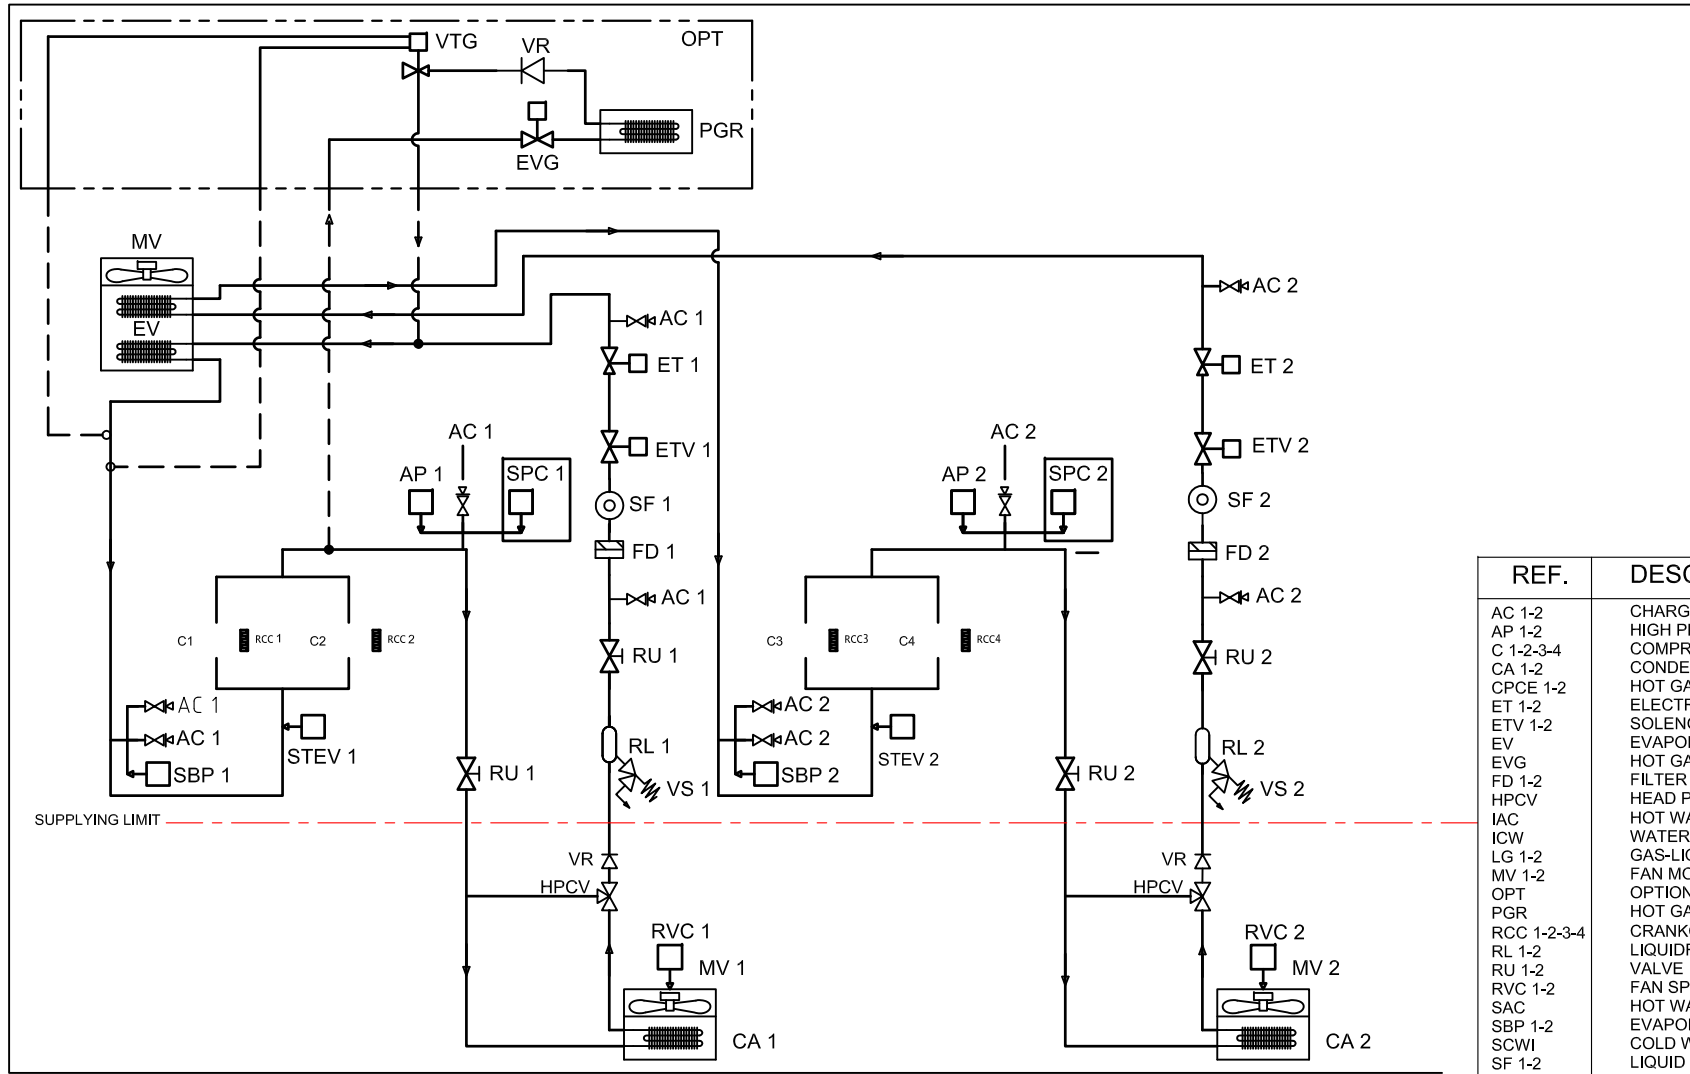 VTG
VR
OPT
PGR
EVG
MV
EV
AC 1
AC 2
ET 1
ET 2
AC 1
AC 2
ETV 1
ETV 2
AP 1
SPC 1
AP 2
SPC 2
SF 1
SF 2
FD 1
FD 2
AC 1
AC 2
C1
RCC 1
C2
RCC 2
C3
RCC3
C4
RCC4
RU 1
RU 2
AC 1
AC 2
AC 1
AC 2
STEV 1
STEV 2
SBP 1
SBP 2
RL 1
RL 2
RU 1
RU 2
VS 1
VS 2
SUPPLYING LIMIT
VR
VR
HPCV
HPCV
RVC 1
RVC 2
MV 1
MV 2
CA 1
CA 2
REF. DESC
AC 1-2 CHARG
AP 1-2 HIGH P
C 1-2-3-4 COMPR
CA 1-2 CONDE
CPCE 1-2 HOT GA
ET 1-2 ELECTR
ETV 1-2 SOLENO
EV EVAPO
EVG HOT GA
FD 1-2 FILTER
HPCV HEAD P
IAC HOT WA
ICW WATER
LG 1-2 GAS-LIQ
MV 1-2 FAN MO
OPT OPTION
PGR HOT GA
RCC 1-2-3-4 CRANK
RL 1-2 LIQUID
RU 1-2 VALVE
RVC 1-2 FAN SP
SAC HOT WA
SBP 1-2 EVAPO
SCWI COLD W
SF 1-2 LIQUID